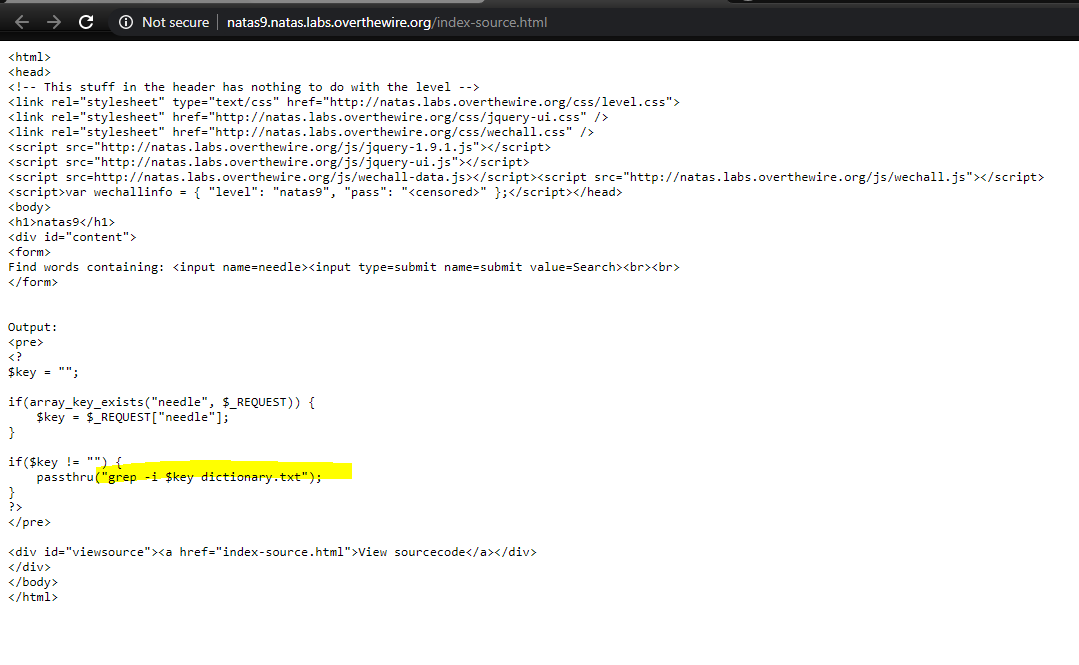 Not secure | natas9.natas.labs.overthewire.org/index-source.html
<html>
<head>
<!-- This stuff in the header has nothing to do with the level -->
<link rel="stylesheet" type="text/css" href="http://natas.labs.overthewire.org/css/level.css">
<link rel="stylesheet" href="http://natas.labs.overthewire.org/css/jquery-ui.css" />
<link rel="stylesheet" href="http://natas.labs.overthewire.org/css/wechall.css" />
<script src="http://natas.labs.overthewire.org/js/jquery-1.9.1.js"></script>
<script src="http://natas.labs.overthewire.org/js/jquery-ui.js"></script>
<script src=http://natas.labs.overthewire.org/js/wechall-data.js></script><script src="http://natas.labs.overthewire.org/js/wechall.js"></script>
<script>var wechallinfo = { "level": "natas9", "pass": "<censored>" };</script></head>
<body>
<h1>natas9</h1>
<div id="content">
<form>
Find words containing: <input name=needle><input type=submit name=submit value=Search><br><br>
</form>
Output:
<pre>
<?
$key = "";
if(array_key_exists("needle", $_REQUEST)) {
    $key = $_REQUEST["needle"];
}
if($key != "") {
    passthru("grep -i $key dictionary.txt");
}
?>
</pre>
<div id="viewsource"><a href="index-source.html">View sourcecode</a></div>
</div>
</body>
</html>